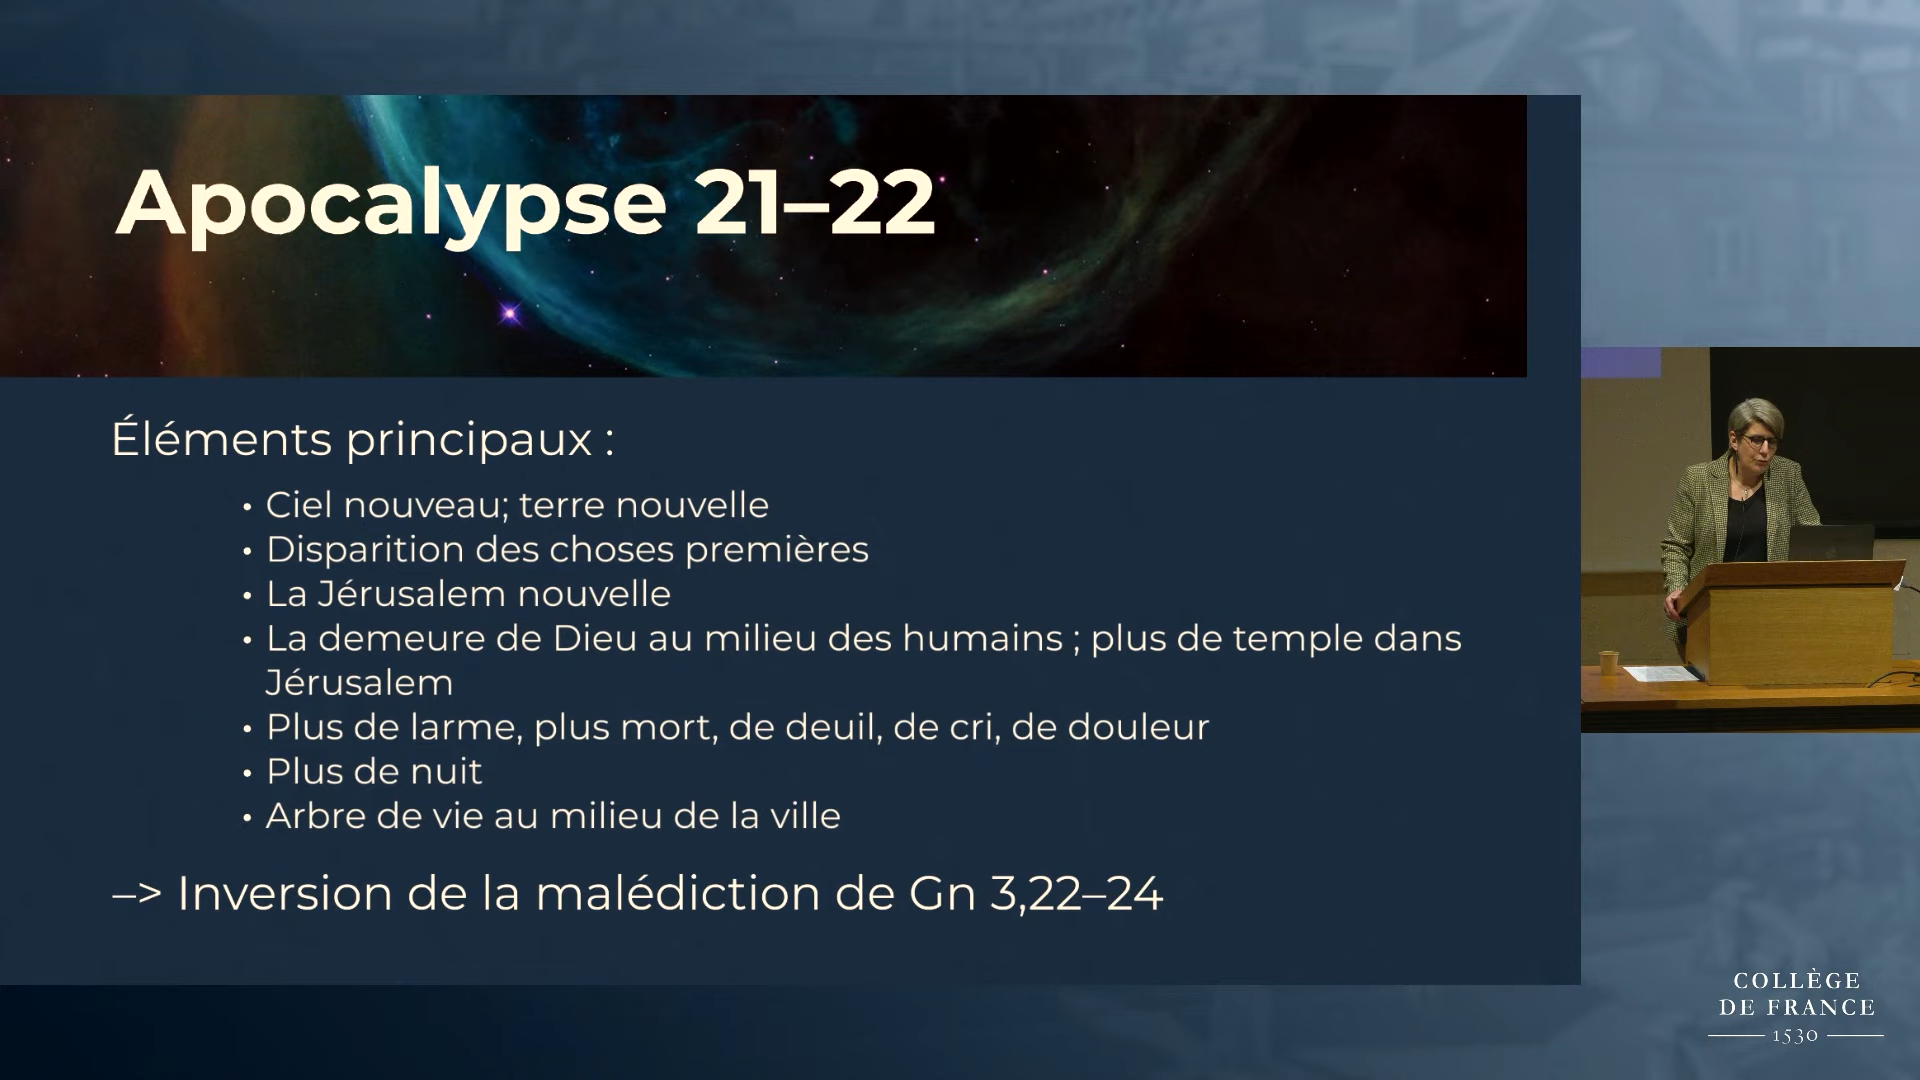 Apocalypse 21–22
Éléments principaux :
• Ciel nouveau; terre nouvelle
• Disparition des choses premières
• La Jérusalem nouvelle
• La demeure de Dieu au milieu des humains ; plus de temple dans
Jérusalem
• Plus de larme, plus mort, de deuil, de cri, de douleur
• Plus de nuit
• Arbre de vie au milieu de la ville
–> Inversion de la malédiction de Gn 3,22–24
COLLÈGE
DE FRANCE
1530